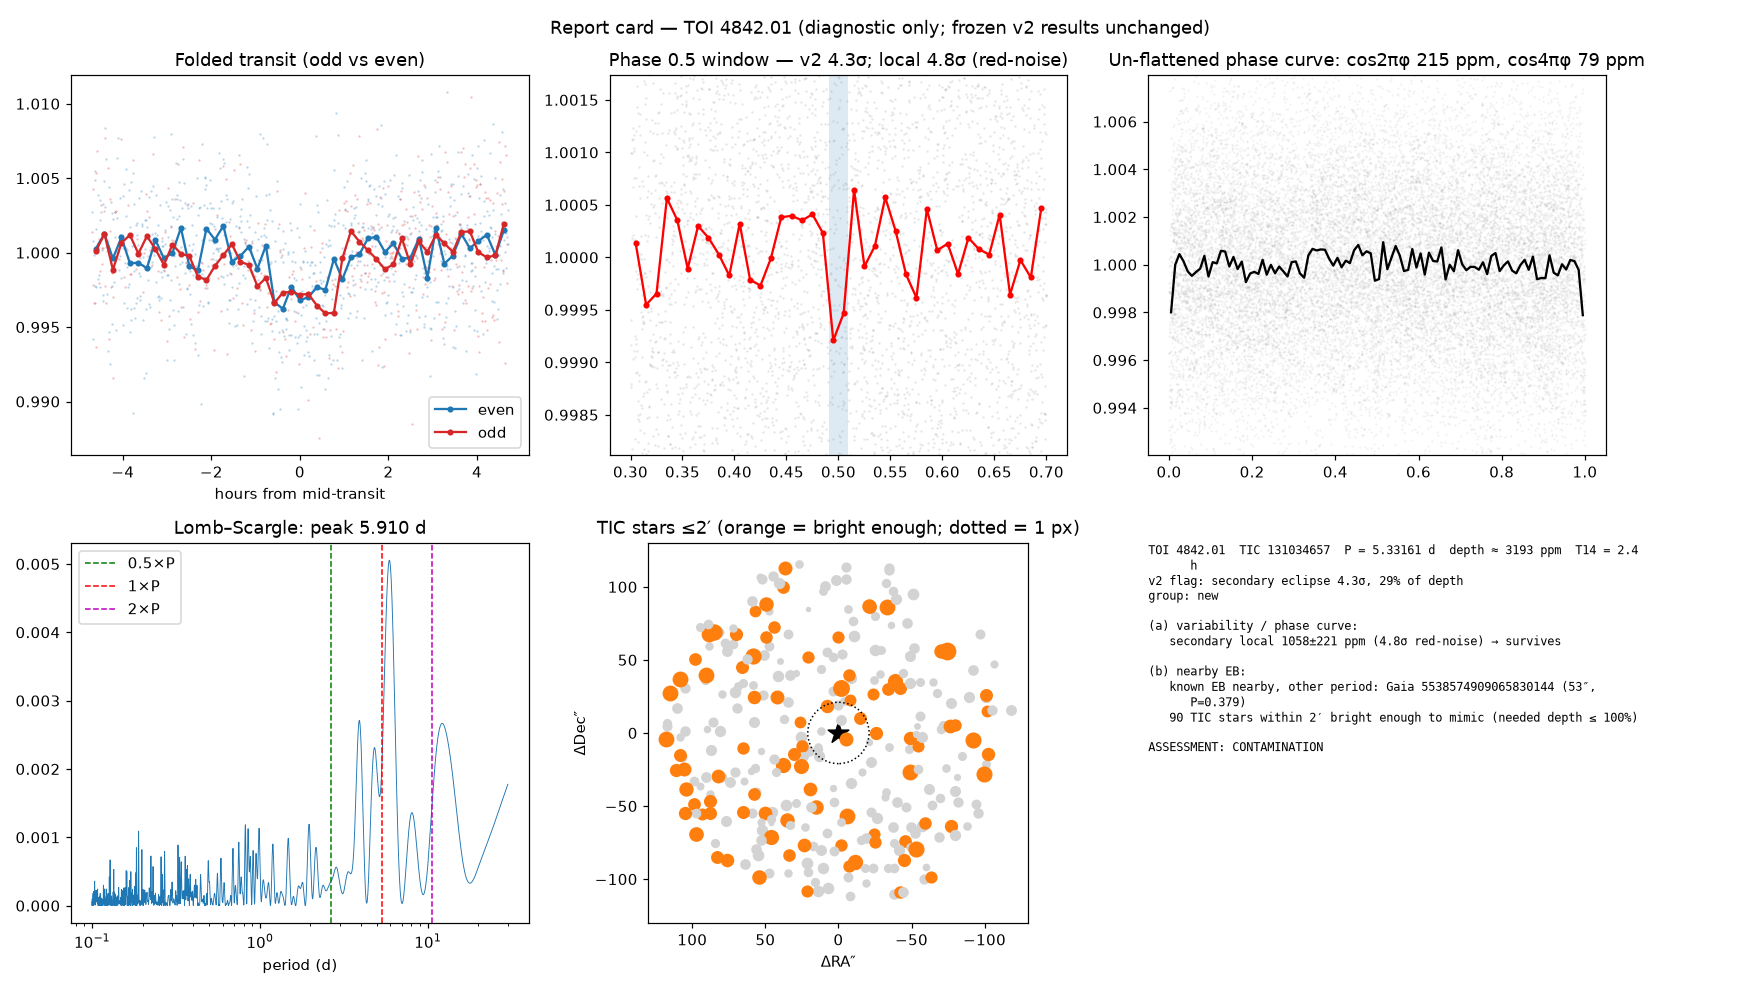 Report card — TOI 4842.01 (diagnostic only; frozen v2 results unchanged)
Folded transit (odd vs even)
1.010
1.005
1.000
0.995
0.990
−4
−2
0
2
4
hours from mid-transit
even
odd
Phase 0.5 window — v2 4.3σ; local 4.8σ (red-noise)
1.0015
1.0010
1.0005
1.0000
0.9995
0.9990
0.9985
0.30
0.35
0.40
0.45
0.50
0.55
0.60
0.65
0.70
Un-flattened phase curve: cos2πφ 215 ppm, cos4πφ 79 ppm
1.006
1.004
1.002
1.000
0.998
0.996
0.994
0.0
0.2
0.4
0.6
0.8
1.0
Lomb–Scargle: peak 5.910 d
0.005
0.004
0.003
0.002
0.001
0.000
0.5×P
1×P
2×P
10⁻¹
10⁰
10¹
period (d)
TIC stars ≤2′ (orange = bright enough; dotted = 1 px)
100
50
0
−50
−100
ΔDec″
100
50
0
−50
−100
ΔRA″
TOI 4842.01  TIC 131034657  P = 5.33161 d  depth ≈ 3193 ppm  T14 = 2.4
h
v2 flag: secondary eclipse 4.3σ, 29% of depth
group: new
(a) variability / phase curve:
secondary local 1058±221 ppm (4.8σ red-noise) → survives
(b) nearby EB:
known EB nearby, other period: Gaia 5538574909065830144 (53″,
P=0.379)
90 TIC stars within 2′ bright enough to mimic (needed depth ≤ 100%)
ASSESSMENT: CONTAMINATION